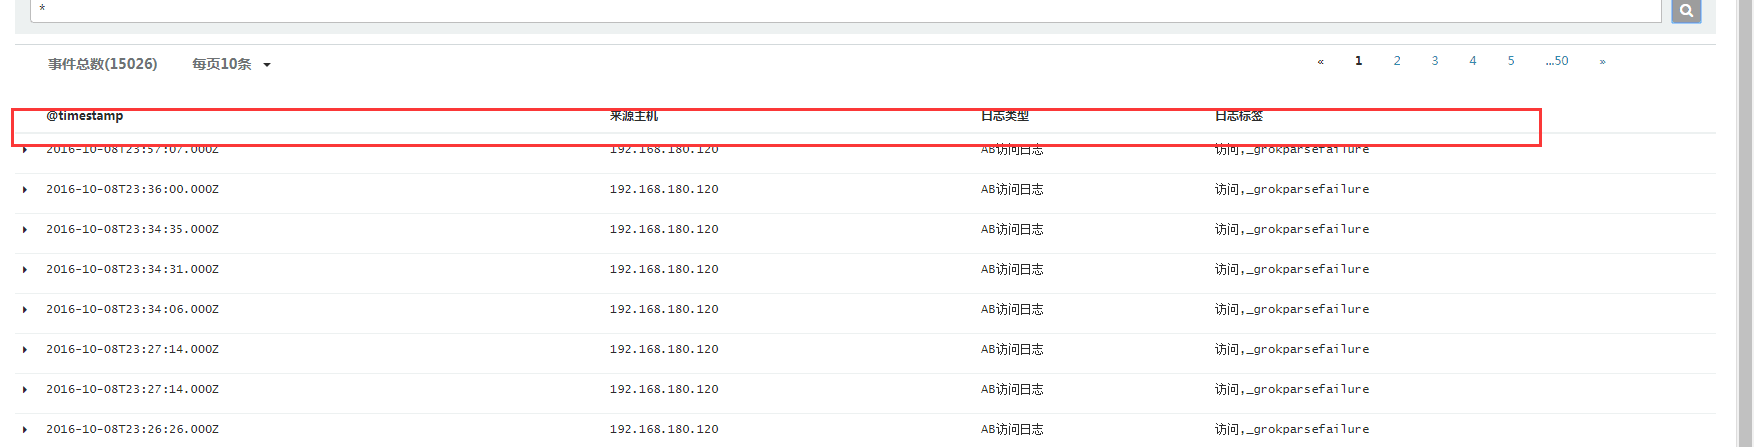 *
事件总数(15026) 每页10条 « 1 2 3 4 5 ...50 »
@timestamp 来源主机 日志类型 日志标签
2016-10-08T23:57:07.000Z 192.168.180.120 AB访问日志 访问,_grokparsefailure
2016-10-08T23:36:00.000Z 192.168.180.120 AB访问日志 访问,_grokparsefailure
2016-10-08T23:34:35.000Z 192.168.180.120 AB访问日志 访问,_grokparsefailure
2016-10-08T23:34:31.000Z 192.168.180.120 AB访问日志 访问,_grokparsefailure
2016-10-08T23:34:06.000Z 192.168.180.120 AB访问日志 访问,_grokparsefailure
2016-10-08T23:27:14.000Z 192.168.180.120 AB访问日志 访问,_grokparsefailure
2016-10-08T23:27:14.000Z 192.168.180.120 AB访问日志 访问,_grokparsefailure
2016-10-08T23:26:26.000Z 192.168.180.120 AB访问日志 访问,_grokparsefailure